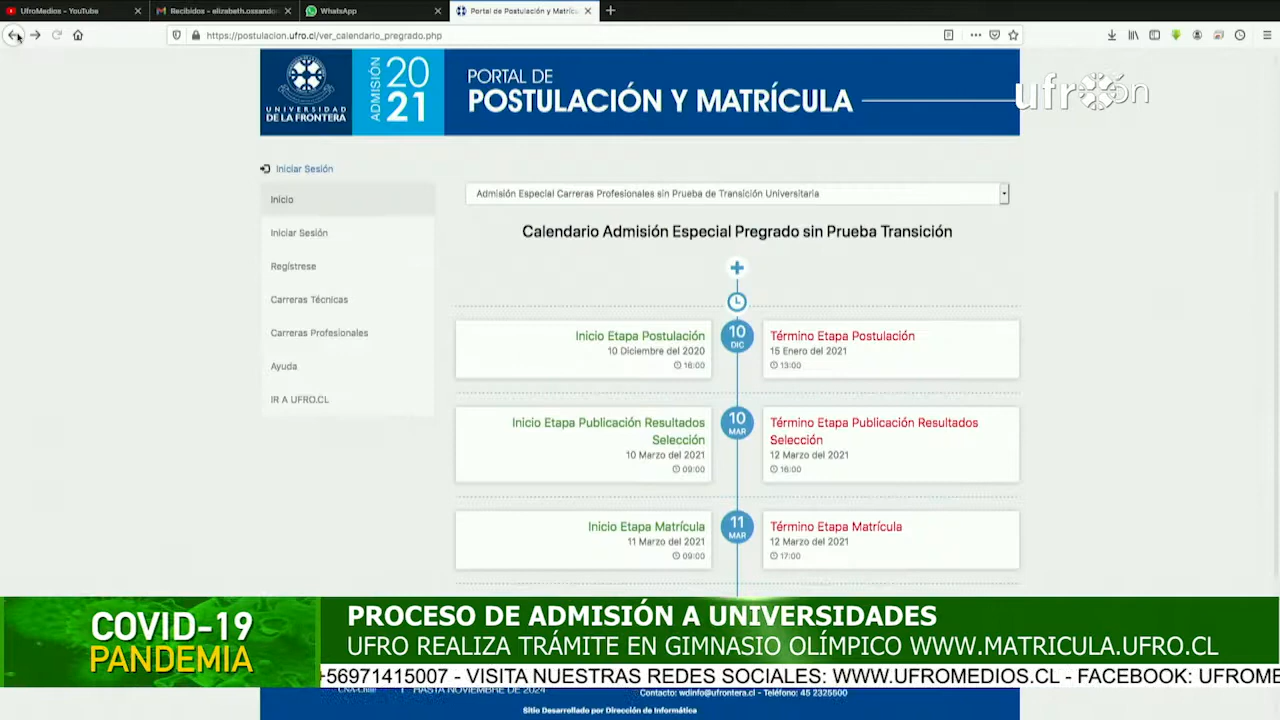 UfroMedios - YouTube
Recibidos - elizabeth.ossandon
WhatsApp
Portal de Postulación y Matrícu
https://postulacion.ufro.cl/ver_calendario_pregrado.php
UNIVERSIDAD
DE LA FRONTERA
ADMISIÓN
20
21
PORTAL DE
POSTULACIÓN Y MATRÍCULA
ufrovisión
Iniciar Sesión
Inicio
Iniciar Sesión
Regístrese
Carreras Técnicas
Carreras Profesionales
Ayuda
IR A UFRO.CL
Admisión Especial Carreras Profesionales sin Prueba de Transición Universitaria
Calendario Admisión Especial Pregrado sin Prueba Transición
Inicio Etapa Postulación
10 Diciembre del 2020
16:00
10
DIC
Término Etapa Postulación
15 Enero del 2021
13:00
Inicio Etapa Publicación Resultados
Selección
10 Marzo del 2021
09:00
10
MAR
Término Etapa Publicación Resultados
Selección
12 Marzo del 2021
16:00
Inicio Etapa Matrícula
11 Marzo del 2021
09:00
11
MAR
Término Etapa Matrícula
12 Marzo del 2021
17:00
COVID-19
PANDEMIA
PROCESO DE ADMISIÓN A UNIVERSIDADES
UFRO REALIZA TRÁMITE EN GIMNASIO OLÍMPICO WWW.MATRICULA.UFRO.CL
+56971415007 - VISITA NUESTRAS REDES SOCIALES: WWW.UFROMEDIOS.CL - FACEBOOK: UFROME
CNA-Chile HASTA NOVIEMBRE DE 2024
Contacto: wdinfo@ufrontera.cl - Teléfono: 45 2325500
Sitio Desarrollado por Dirección de Informática